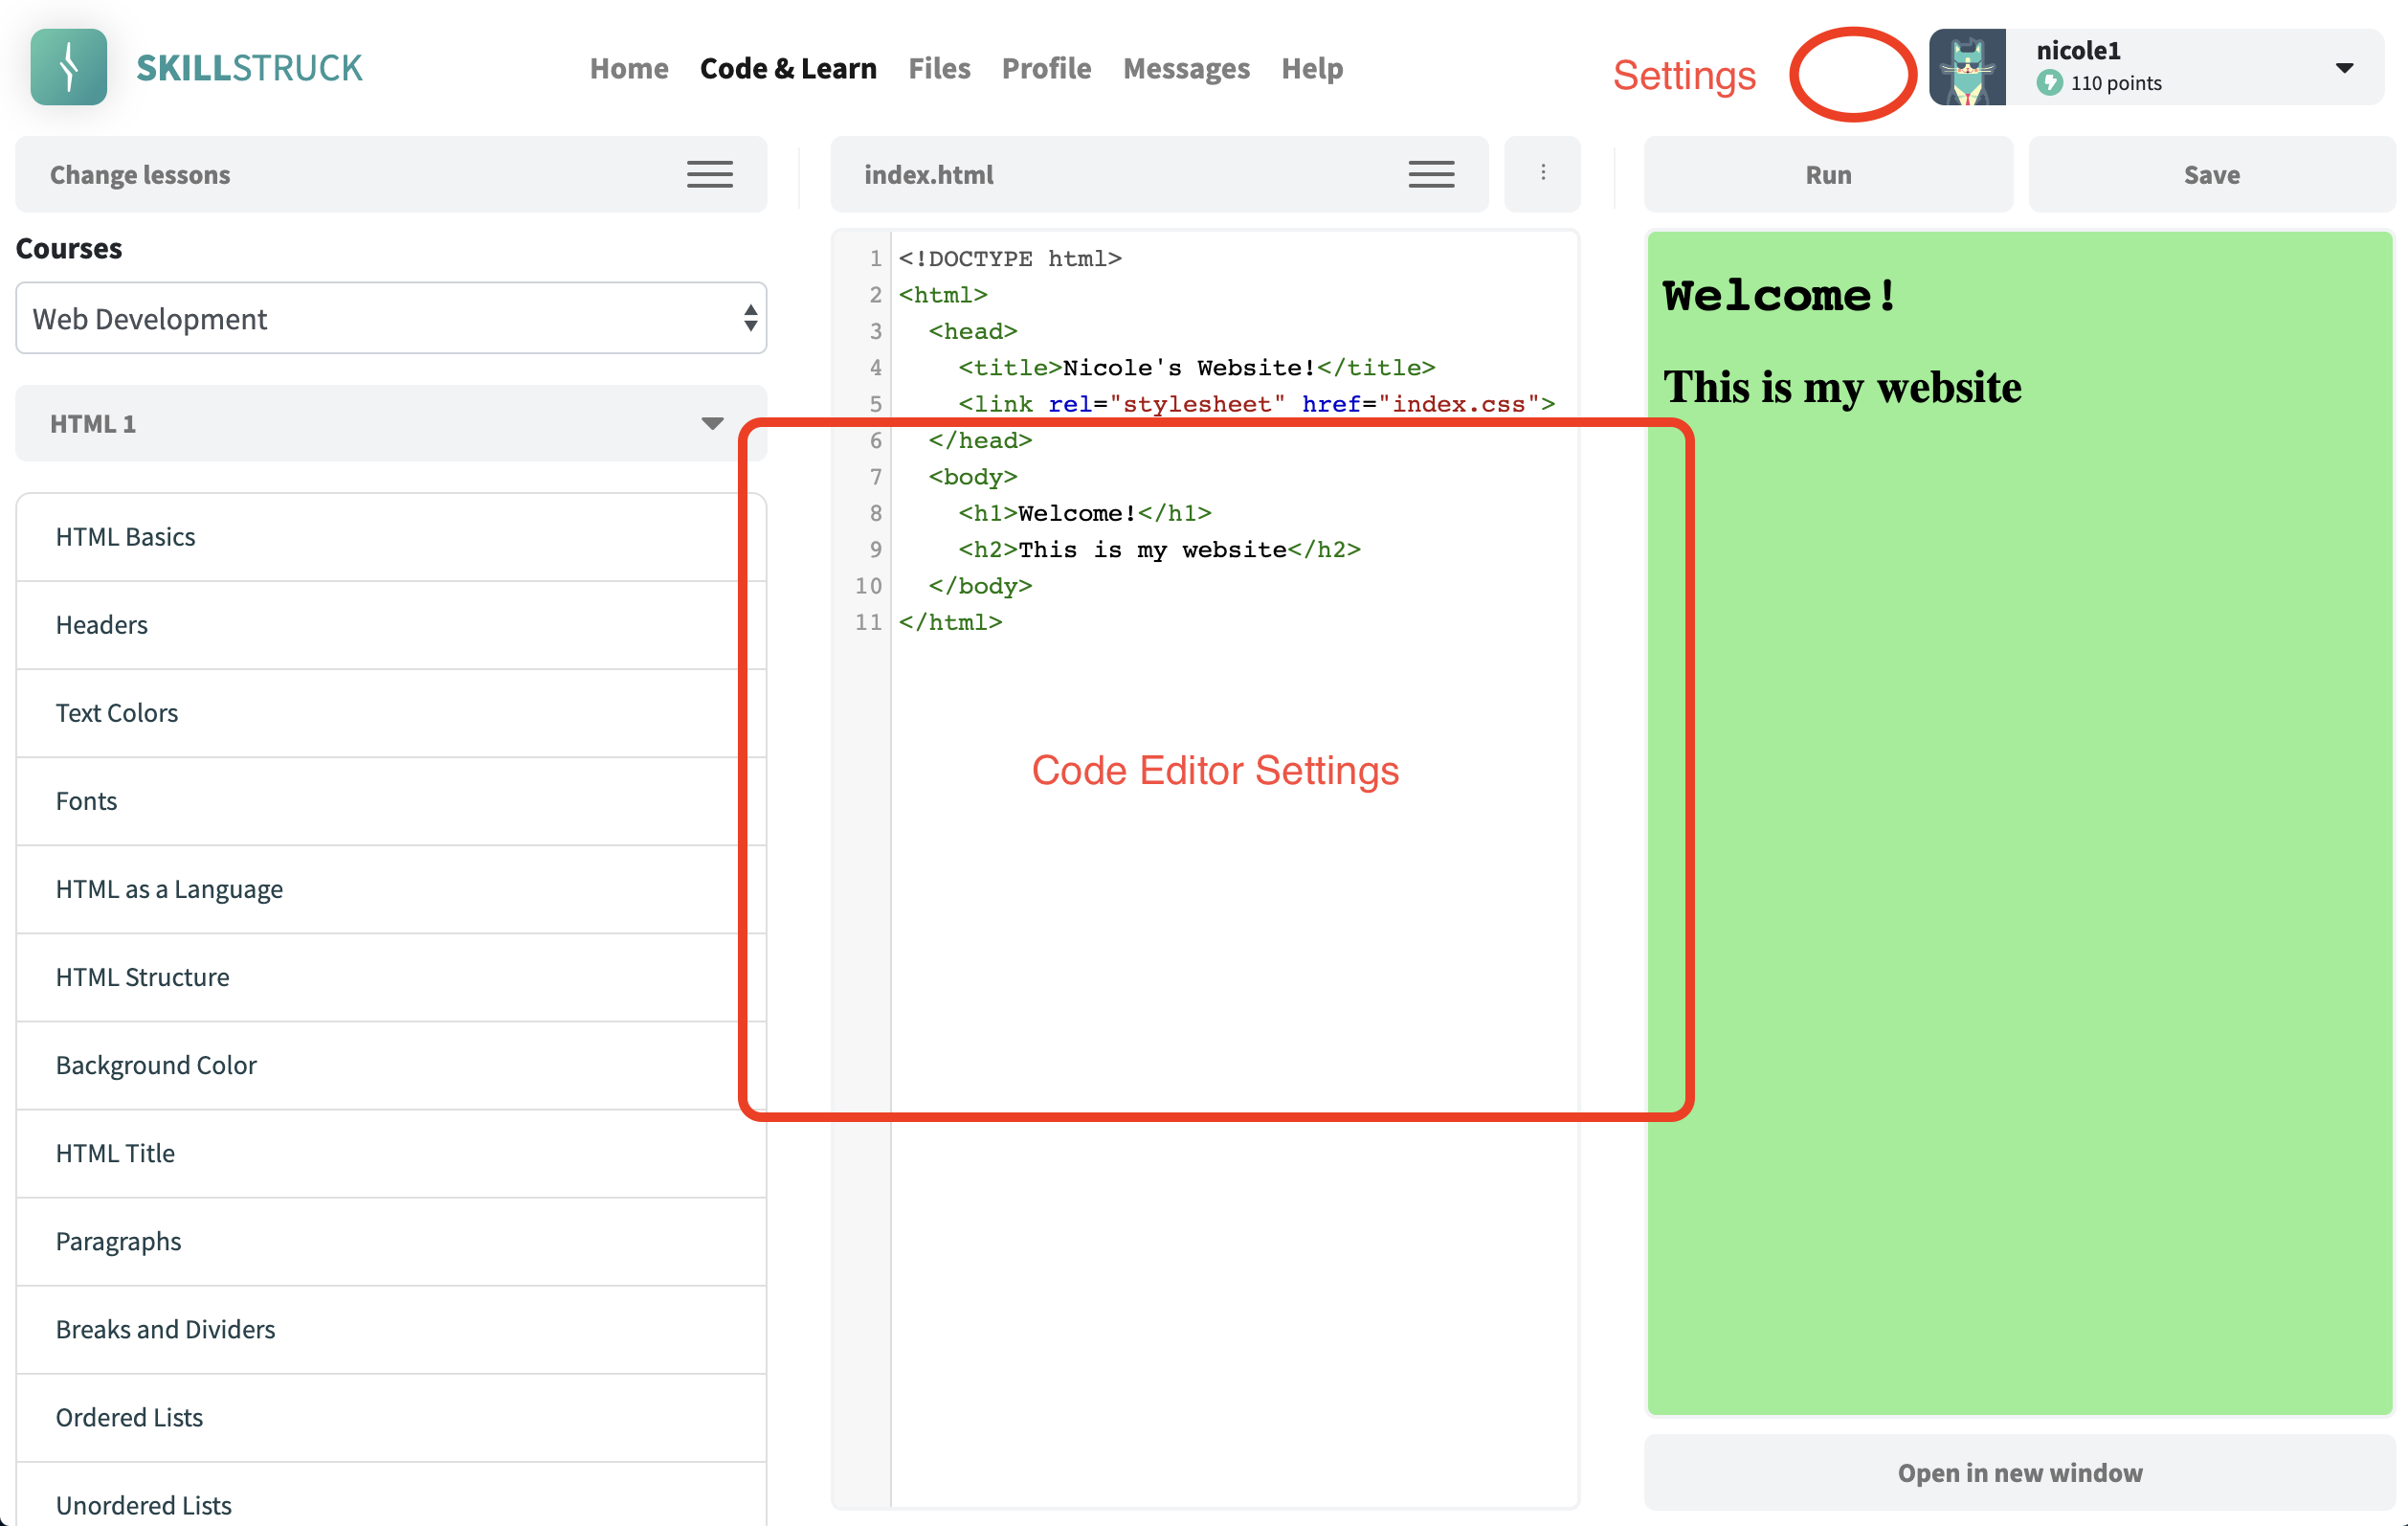 SKILLSTRUCK
Home Code & Learn Files Profile Messages Help
Settings
nicole1
110 points
Change lessons
index.html
Run
Save
Courses
Web Development
HTML 1
HTML Basics
Headers
Text Colors
Fonts
HTML as a Language
HTML Structure
Background Color
HTML Title
Paragraphs
Breaks and Dividers
Ordered Lists
Unordered Lists
1 <!DOCTYPE html>
2 <html>
3 <head>
4 <title>Nicole's Website!</title>
5 <link rel="stylesheet" href="index.css">
6 </head>
7 <body>
8 <h1>Welcome!</h1>
9 <h2>This is my website</h2>
10 </body>
11 </html>
Code Editor Settings
Welcome!
This is my website
Open in new window